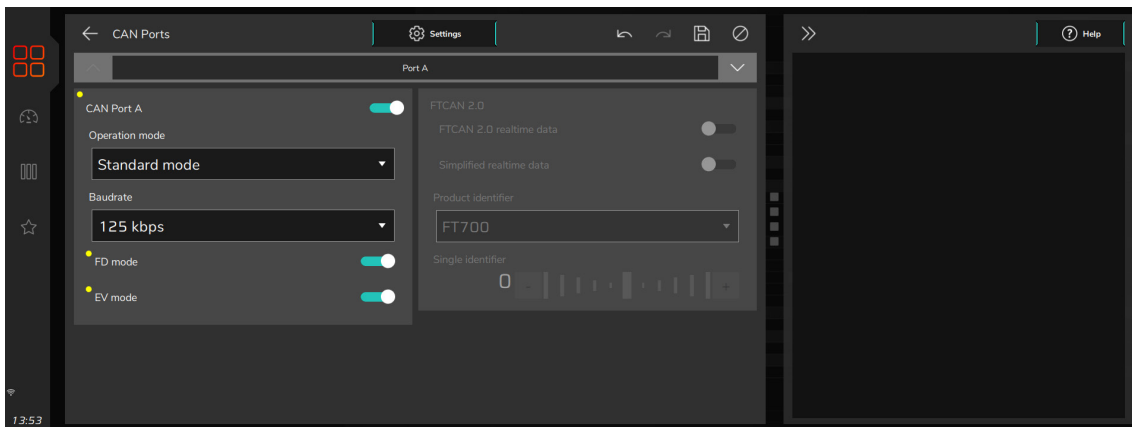 CAN Ports
Settings
Help
Port A
CAN Port A
Operation mode
Standard mode
Baudrate
125 kbps
FD mode
EV mode
FTCAN 2.0
FTCAN 2.0 realtime data
Simplified realtime data
Product identifier
FT700
Single identifier
0
- +
13:53